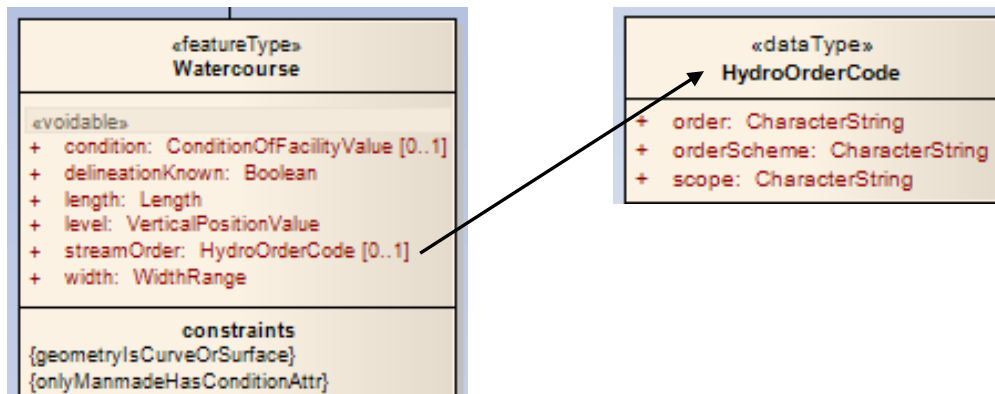 «featureType»
Watercourse
«voidable»
+ condition: ConditionOfFacilityValue [0..1]
+ delineationKnown: Boolean
+ length: Length
+ level: VerticalPositionValue
+ streamOrder: HydroOrderCode [0..1]
+ width: WidthRange
constraints
{geometryIsCurveOrSurface}
{onlyManmadeHasConditionAttr}
«dataType»
HydroOrderCode
+ order: CharacterString
+ orderScheme: CharacterString
+ scope: CharacterString